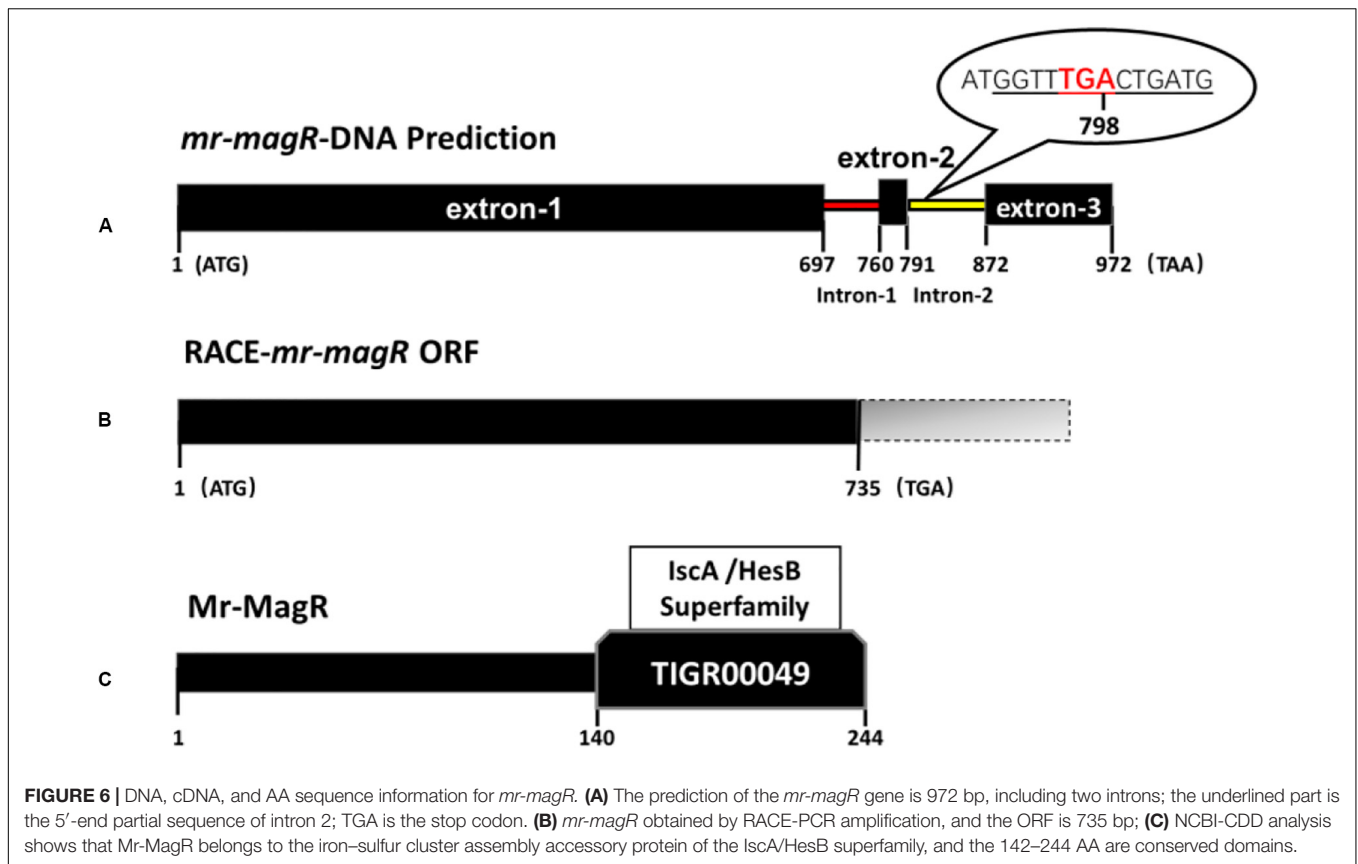 ATGGTTTGACTGATG
798
mr-magR-DNA Prediction
extron-2
A
extron-1
extron-3
1 (ATG)
697 760 791 872 972 (TAA)
Intron-1 Intron-2
RACE-mr-magR ORF
B
1 (ATG)
735 (TGA)
IscA /HesB
Superfamily
Mr-MagR
C
TIGR00049
1
140
244
FIGURE 6 | DNA, cDNA, and AA sequence information for mr-magR. (A) The prediction of the mr-magR gene is 972 bp, including two introns; the underlined part is
the 5′-end partial sequence of intron 2; TGA is the stop codon. (B) mr-magR obtained by RACE-PCR amplification, and the ORF is 735 bp; (C) NCBI-CDD analysis
shows that Mr-MagR belongs to the iron–sulfur cluster assembly accessory protein of the IscA/HesB superfamily, and the 142–244 AA are conserved domains.